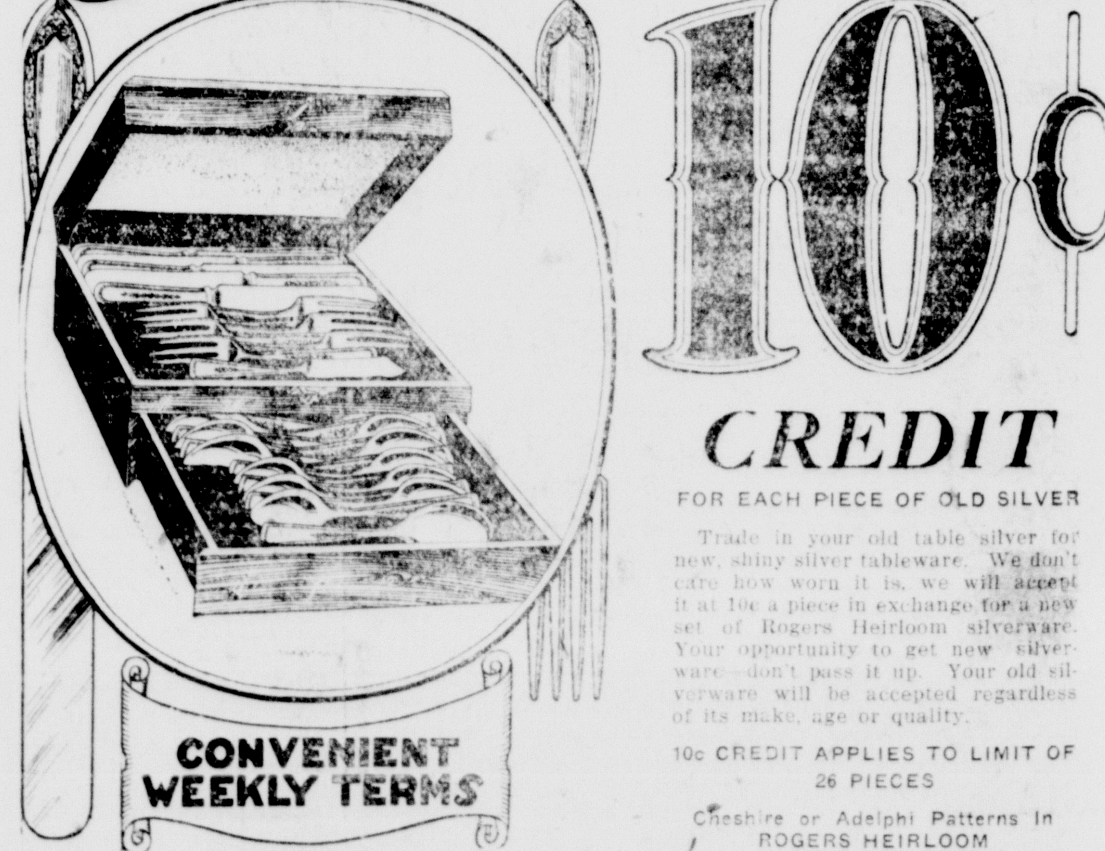 10¢
CREDIT
FOR EACH PIECE OF OLD SILVER
Trade in your old table silver for
new, shiny silver tableware. We don't
care how worn it is, we will accept
it at 10c a piece in exchange for a new
set of Rogers Heirloom silverware.
Your opportunity to get new silver-
ware—don't pass it up. Your old sil-
verware will be accepted regardless
of its make, age or quality.
10c CREDIT APPLIES TO LIMIT OF
26 PIECES
Cheshire or Adelphi Patterns In
ROGERS HEIRLOOM
CONVENIENT
WEEKLY TERMS